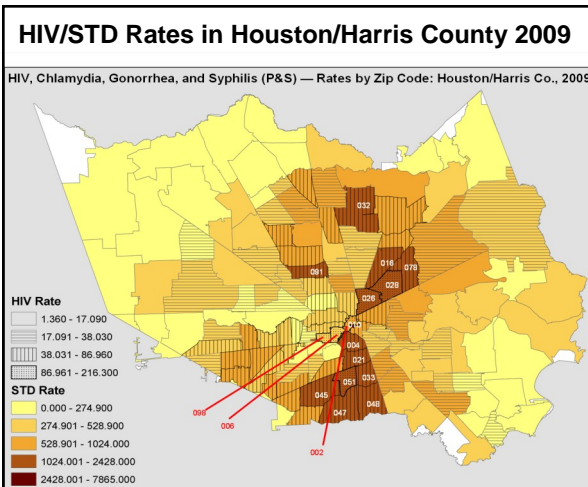 HIV/STD Rates in Houston/Harris County 2009
HIV, Chlamydia, Gonorrhea, and Syphilis (P&S) — Rates by Zip Code: Houston/Harris Co., 2009
032
016
078
091
028
026
010
004
021
051
033
045
048
047
098
006
002
HIV Rate
1.360 - 17.090
17.091 - 38.030
38.031 - 86.960
86.961 - 216.300
STD Rate
0.000 - 274.900
274.901 - 528.900
528.901 - 1024.000
1024.001 - 2428.000
2428.001 - 7865.000